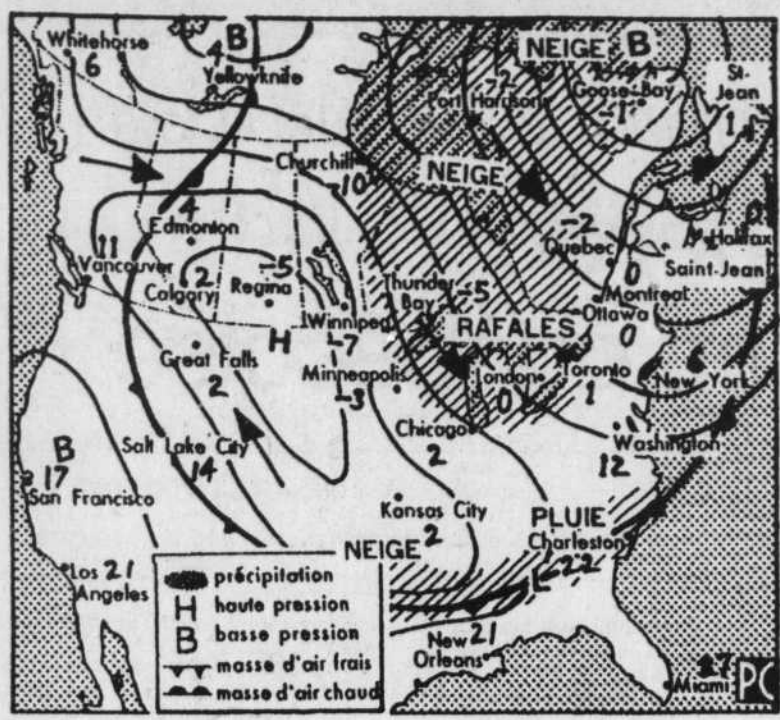 Whitehorse
6
B
4
Yellowknife
NEIGE B
-2
Port Harrison
Goose-Bay
-1
St-
Jean
1
Churchill
-10
NEIGE
4
Edmonton
11
Vancouver
2
Calgary
-5
Regina
Winnipeg
-7
H
Thunder
Bay
-5
-2
Quebec
0
Montreal
Ottawa
0
Halifax
Saint-Jean
RAFALES
Great Falls
2
Minneapolis
-3
London
0
Toronto
1
6
New York
Chicago
2
Washington
12
B
17
San Francisco
Salt Lake City
14
Kansas City
2
PLUIE
Charleston
22
NEIGE
Los
Angeles
21
New
Orleans
21
Miami
27
PC
précipitation
H haute pression
B basse pression
masse d'air frais
masse d'air chaud